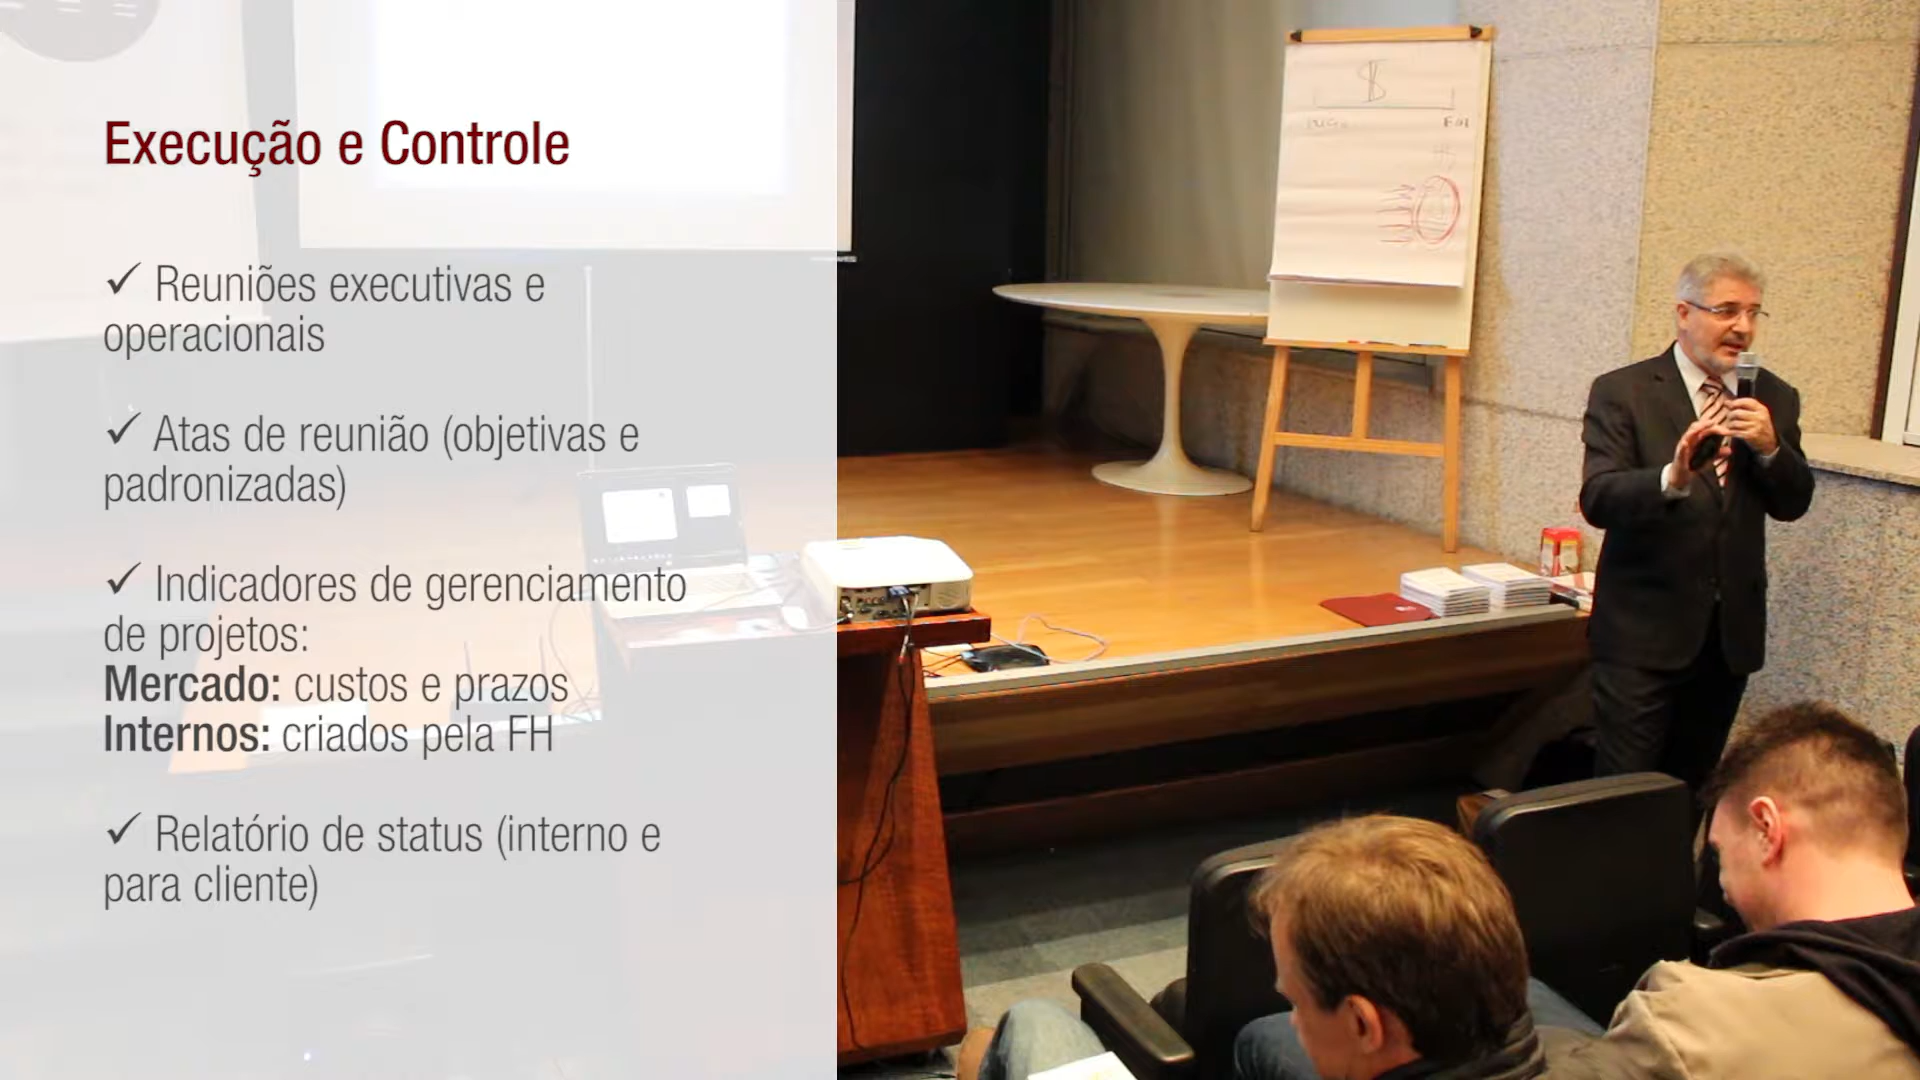 Execução e Controle
✓ Reuniões executivas e
operacionais
✓ Atas de reunião (objetivas e
padronizadas)
✓ Indicadores de gerenciamento
de projetos:
Mercado: custos e prazos
Internos: criados pela FH
✓ Relatório de status (interno e
para cliente)
$